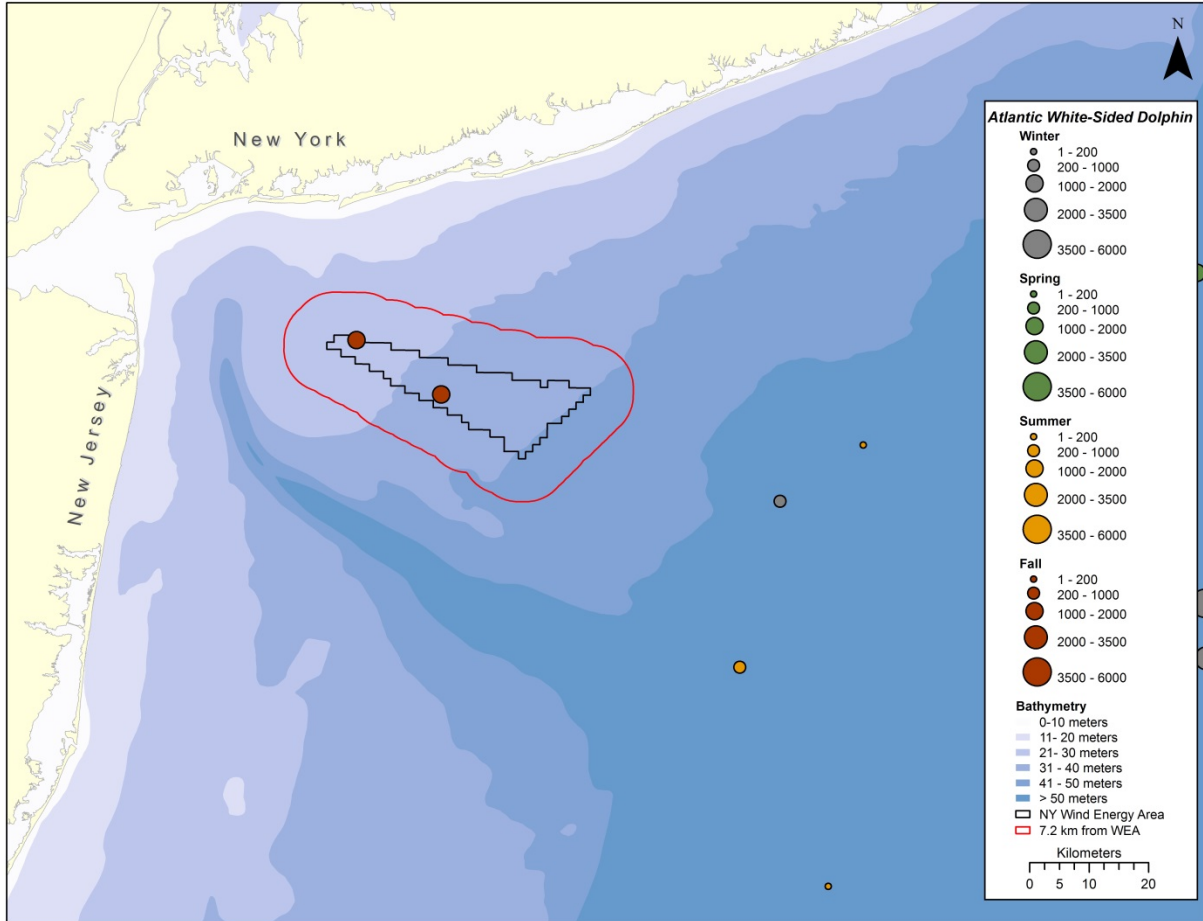 N
New York
New Jersey
Atlantic White-Sided Dolphin
Winter
1 - 200
200 - 1000
1000 - 2000
2000 - 3500
3500 - 6000
Spring
1 - 200
200 - 1000
1000 - 2000
2000 - 3500
3500 - 6000
Summer
1 - 200
200 - 1000
1000 - 2000
2000 - 3500
3500 - 6000
Fall
1 - 200
200 - 1000
1000 - 2000
2000 - 3500
3500 - 6000
Bathymetry
0-10 meters
11- 20 meters
21- 30 meters
31 - 40 meters
41 - 50 meters
> 50 meters
NY Wind Energy Area
7.2 km from WEA
Kilometers
0 5 10 20